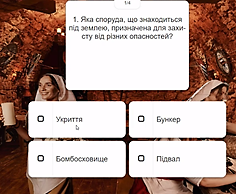 1/4
1. Яка споруда, що знаходиться
під землею, призначена для захи-
сту від різних опасностей?
Укриття
Бункер
Бомбосховище
Підвал